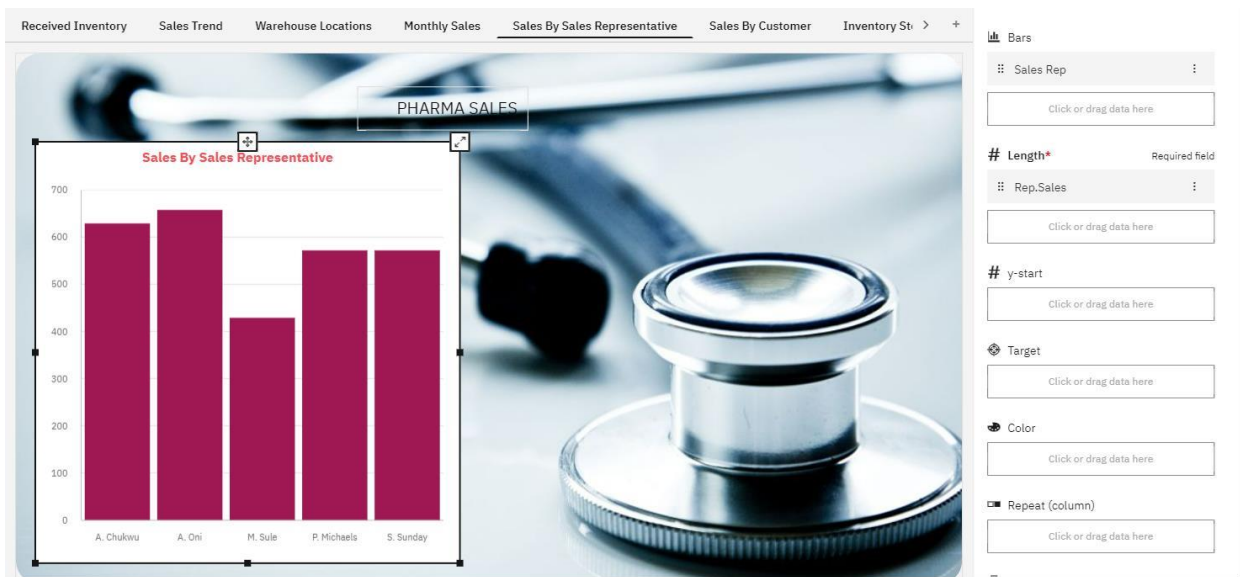 Received Inventory
Sales Trend
Warehouse Locations
Monthly Sales
Sales By Sales Representative
Sales By Customer
Inventory
+
PHARMA SALES
Sales By Sales Representative
700
600
500
400
300
200
100
0
A. Chukwu
A. Oni
M. Sule
P. Michaels
S. Sunday
Bars
Sales Rep
Click or drag data here
# Length* Required field
Rep.Sales
Click or drag data here
# y-start
Click or drag data here
Target
Click or drag data here
Color
Click or drag data here
Repeat (column)
Click or drag data here